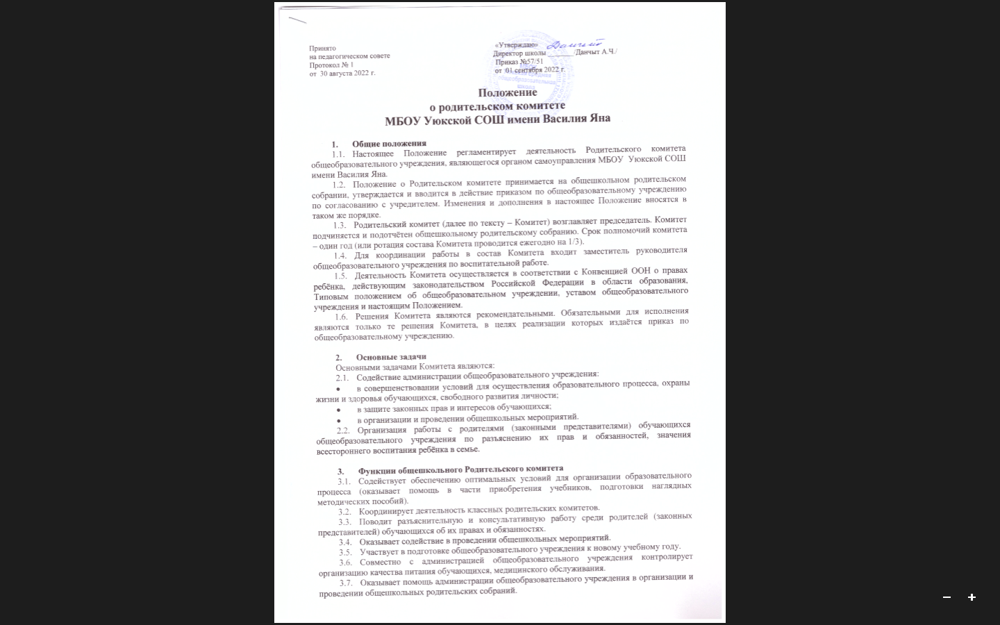 Принято
на педагогическом совете
Протокол № 1
от 30 августа 2022 г.
«Утверждаю»
Директор школы ________/Данчыт А.Ч./
Приказ №57/51
от 01 сентября 2022 г.
МБОУ
общеобразовательная
школа
Положение
о родительском комитете
МБОУ Уюкской СОШ имени Василия Яна
1. Общие положения
1.1. Настоящее Положение регламентирует деятельность Родительского комитета
общеобразовательного учреждения, являющегося органом самоуправления МБОУ Уюкской СОШ
имени Василия Яна.
1.2. Положение о Родительском комитете принимается на общешкольном родительском
собрании, утверждается и вводится в действие приказом по общеобразовательному учреждению
по согласованию с учредителем. Изменения и дополнения в настоящее Положение вносятся в
таком же порядке.
1.3. Родительский комитет (далее по тексту – Комитет) возглавляет председатель. Комитет
подчиняется и подотчётен общешкольному родительскому собранию. Срок полномочий комитета
– один год (или ротация состава Комитета проводится ежегодно на 1/3).
1.4. Для координации работы в состав Комитета входит заместитель руководителя
общеобразовательного учреждения по воспитательной работе.
1.5. Деятельность Комитета осуществляется в соответствии с Конвенцией ООН о правах
ребёнка, действующим законодательством Российской Федерации в области образования,
Типовым положением об общеобразовательном учреждении, уставом общеобразовательного
учреждения и настоящим Положением.
1.6. Решения Комитета являются рекомендательными. Обязательными для исполнения
являются только те решения Комитета, в целях реализации которых издаётся приказ по
общеобразовательному учреждению.
2. Основные задачи
Основными задачами Комитета являются:
2.1. Содействие администрации общеобразовательного учреждения:
• в совершенствовании условий для осуществления образовательного процесса, охраны
жизни и здоровья обучающихся, свободного развития личности;
• в защите законных прав и интересов обучающихся;
• в организации и проведении общешкольных мероприятий.
2.2. Организация работы с родителями (законными представителями) обучающихся
общеобразовательного учреждения по разъяснению их прав и обязанностей, значения
всестороннего воспитания ребёнка в семье.
3. Функции общешкольного Родительского комитета
3.1. Содействует обеспечению оптимальных условий для организации образовательного
процесса (оказывает помощь в части приобретения учебников, подготовки наглядных
методических пособий).
3.2. Координирует деятельность классных родительских комитетов.
3.3. Поводит разъяснительную и консультативную работу среди родителей (законных
представителей) обучающихся об их правах и обязанностях.
3.4. Оказывает содействие в проведении общешкольных мероприятий.
3.5. Участвует в подготовке общеобразовательного учреждения к новому учебному году.
3.6. Совместно с администрацией общеобразовательного учреждения контролирует
организацию качества питания обучающихся, медицинского обслуживания.
3.7. Оказывает помощь администрации общеобразовательного учреждения в организации и
проведении общешкольных родительских собраний.